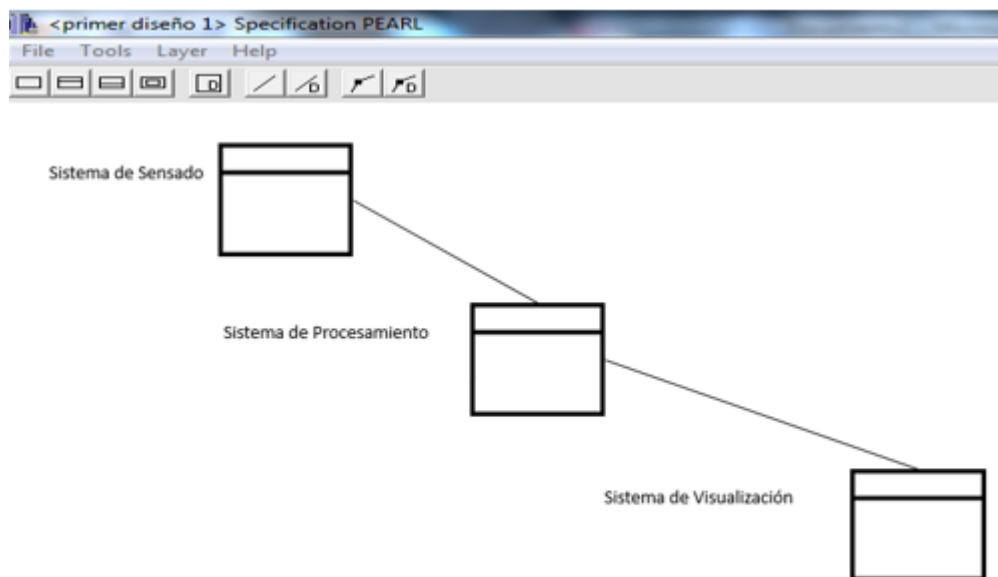 <primer diseño 1> Specification PEARL
File Tools Layer Help
D D D
Sistema de Sensado
Sistema de Procesamiento
Sistema de Visualización